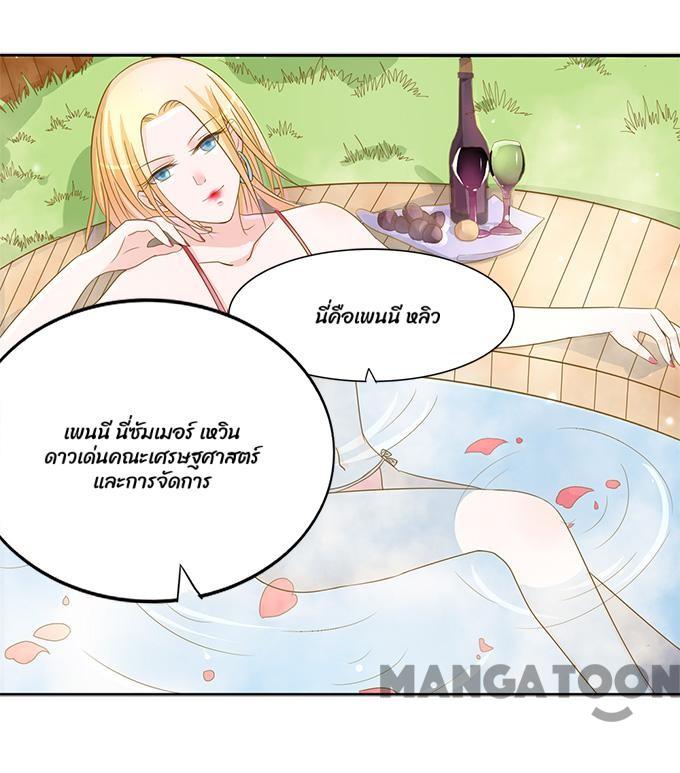 นี่คือเพนนี หลิว
เพนนี นี่ซัมเมอร์ เหวิน
ดาวเด่นคณะเศรษฐศาสตร์
และการจัดการ
MANGATOON